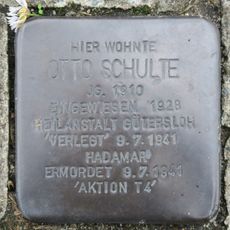 HIER WOHNTE
OTTO SCHULTE
JG. 1910
EINGEWIESEN 1928
HEILANSTALT GÜTERSLOH
'VERLEGT' 9.7.1941
HADAMAR
ERMORDET 9.7.1941
'AKTION T4'